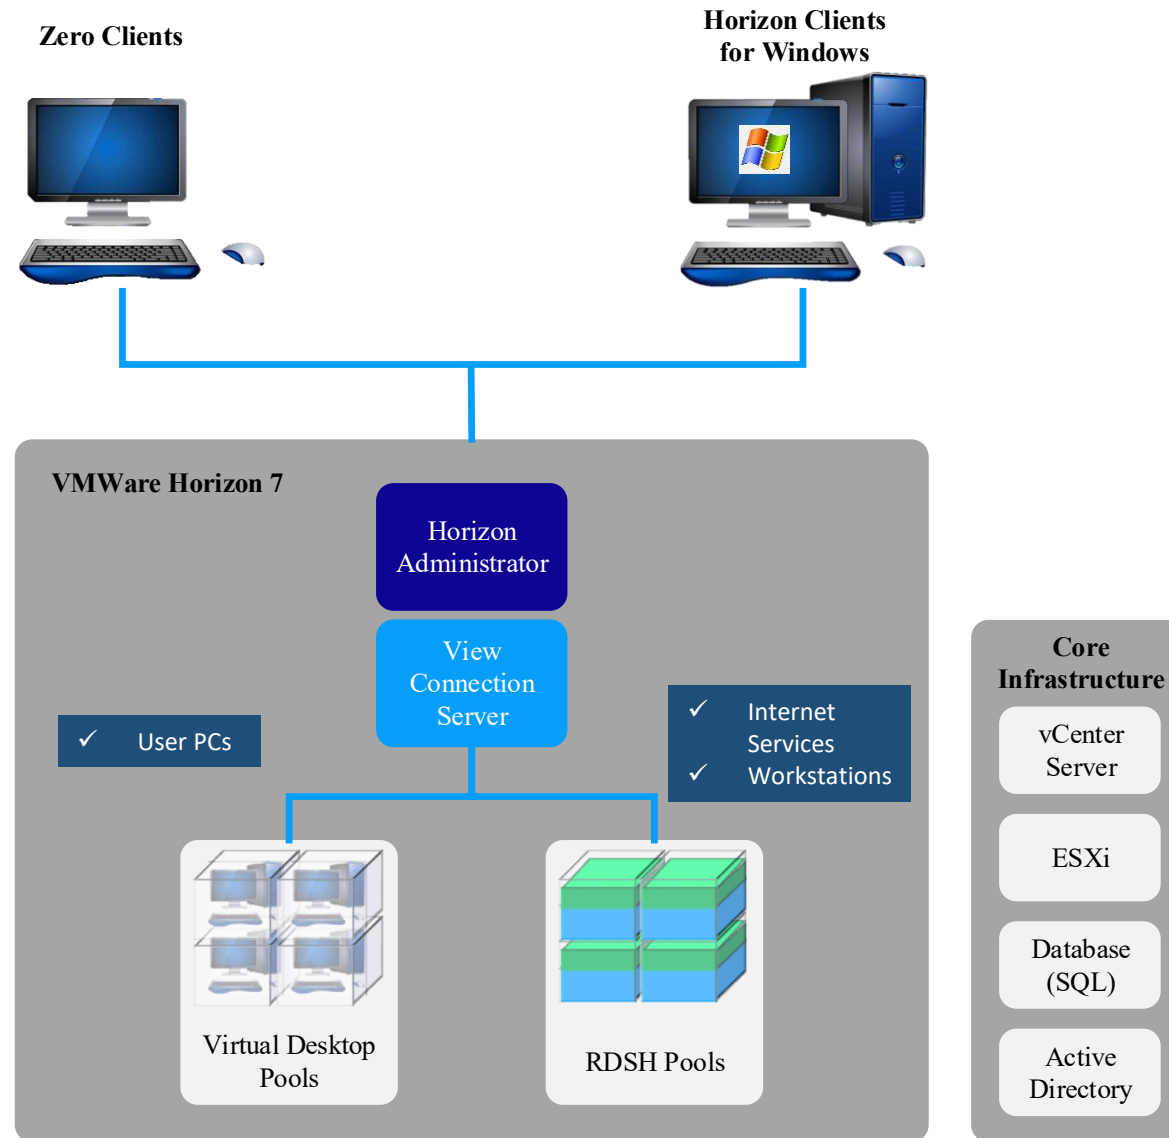 Zero Clients
Horizon Clients
for Windows
VMWare Horizon 7
Horizon
Administrator
View
Connection
Server
✓ User PCs
✓ Internet
Services
✓ Workstations
Virtual Desktop
Pools
RDSH Pools
Core
Infrastructure
vCenter
Server
ESXi
Database
(SQL)
Active
Directory